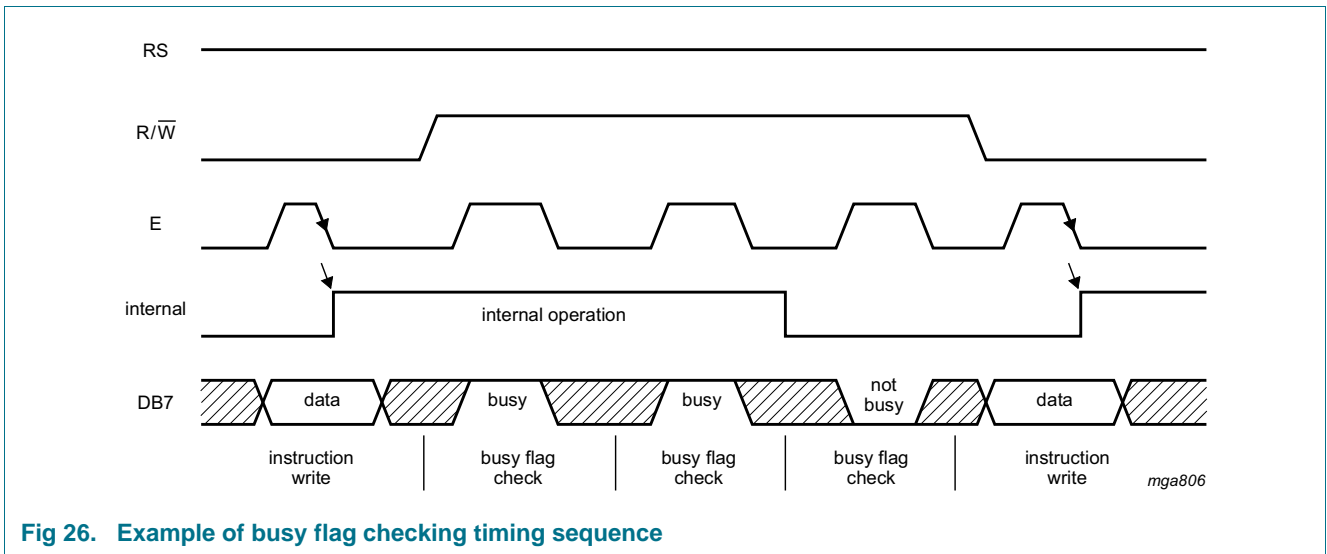 RS
R/W̅
E
internal
internal operation
DB7
data
busy
busy
not
busy
data
instruction
write
busy flag
check
busy flag
check
busy flag
check
instruction
write
mga806
Fig 26. Example of busy flag checking timing sequence